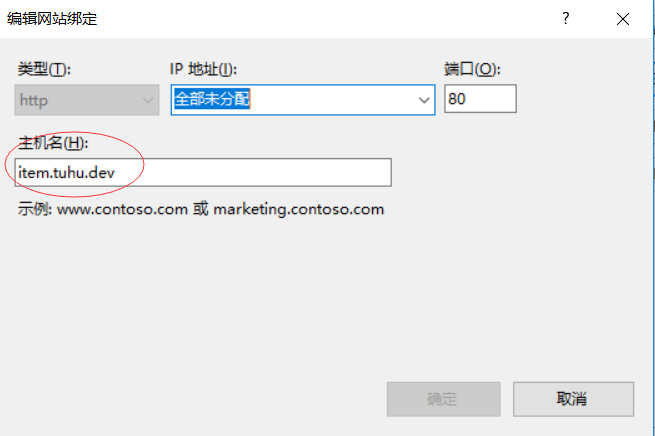 编辑网站绑定
类型(T): IP 地址(I): 端口(O):
http 全部未分配 80
主机名(H):
item.tuhu.dev
示例: www.contoso.com 或 marketing.contoso.com
确定 取消